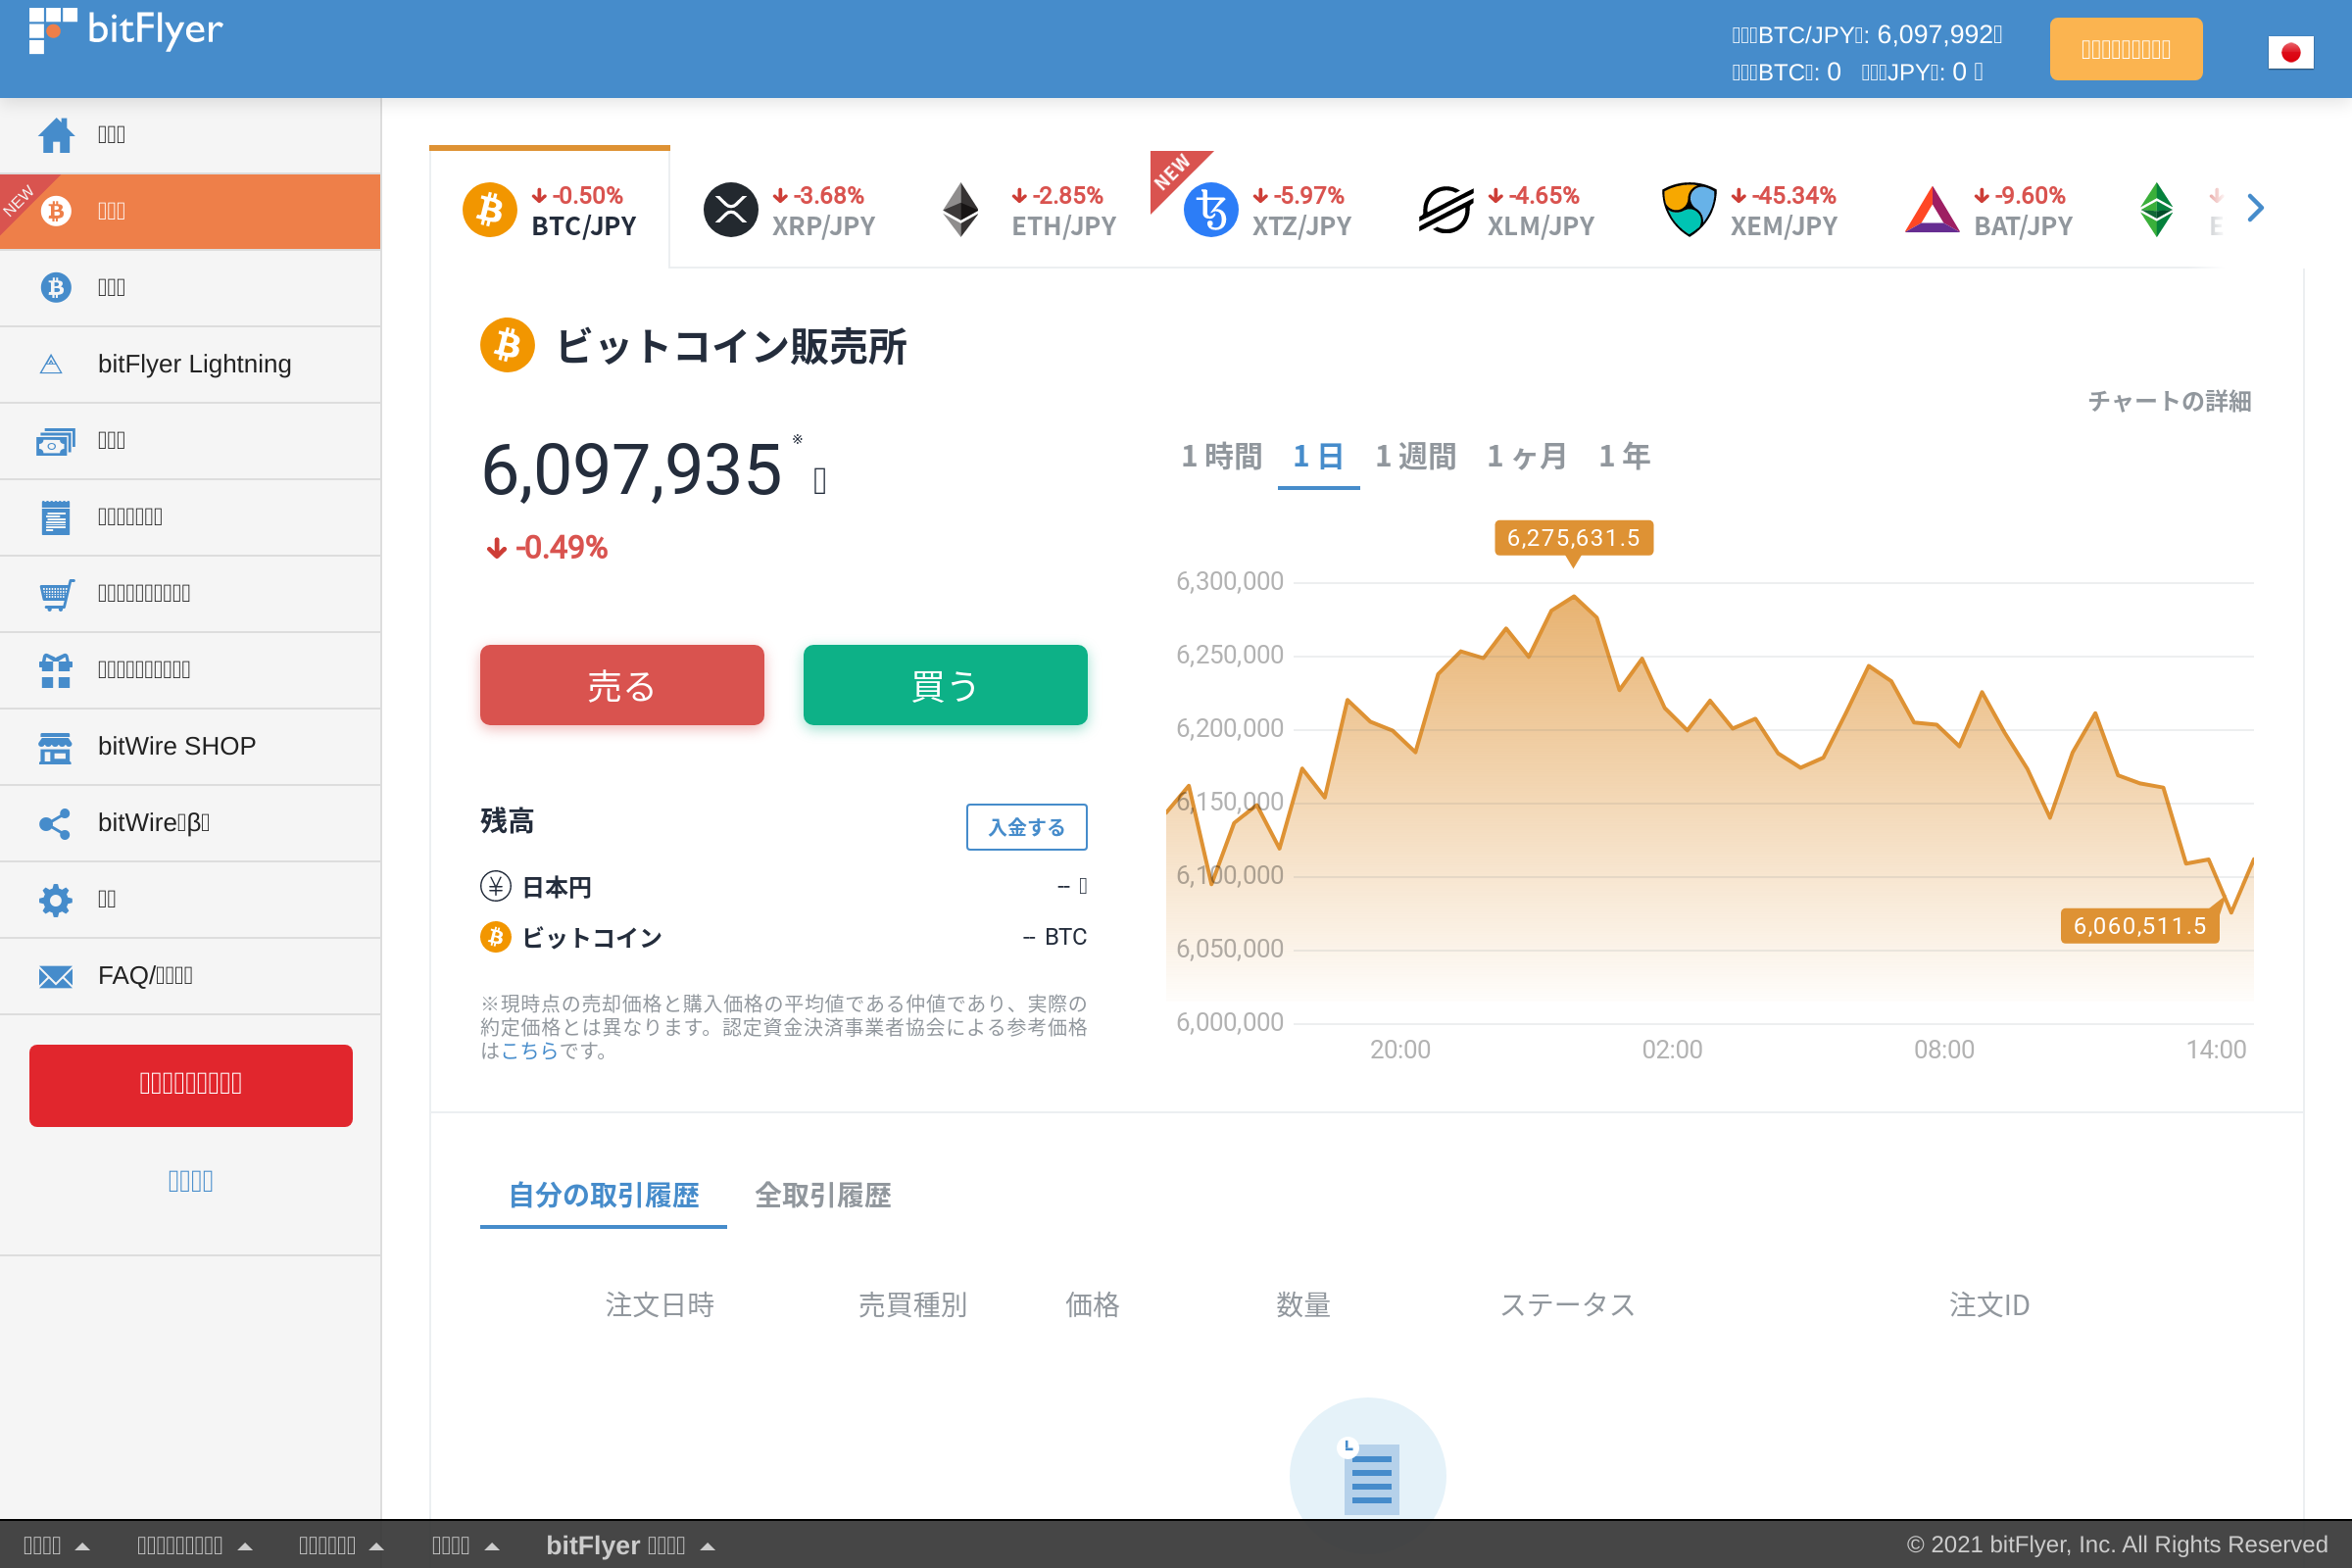 bitFlyer
BTC/JPY: 6,097,992
BTC: 0 JPY: 0
NEW
bitFlyer Lightning
bitWire SHOP
bitWire β
FAQ/
-0.50%
BTC/JPY
-3.68%
XRP/JPY
-2.85%
ETH/JPY
NEW
-5.97%
XTZ/JPY
-4.65%
XLM/JPY
-45.34%
XEM/JPY
-9.60%
BAT/JPY
E
ビットコイン販売所
チャートの詳細
6,097,935 ※
-0.49%
1 時間 1 日 1 週間 1 ヶ月 1 年
売る 買う
残高 入金する
日本円 --
ビットコイン -- BTC
※現時点の売却価格と購入価格の平均値である仲値であり、実際の
約定価格とは異なります。認定資金決済事業者協会による参考価格
はこちらです。
6,275,631.5
6,300,000
6,250,000
6,200,000
6,150,000
6,100,000
6,060,511.5
6,050,000
6,000,000
20:00 02:00 08:00 14:00
自分の取引履歴 全取引履歴
注文日時 売買種別 価格 数量 ステータス 注文ID
bitFlyer
© 2021 bitFlyer, Inc. All Rights Reserved